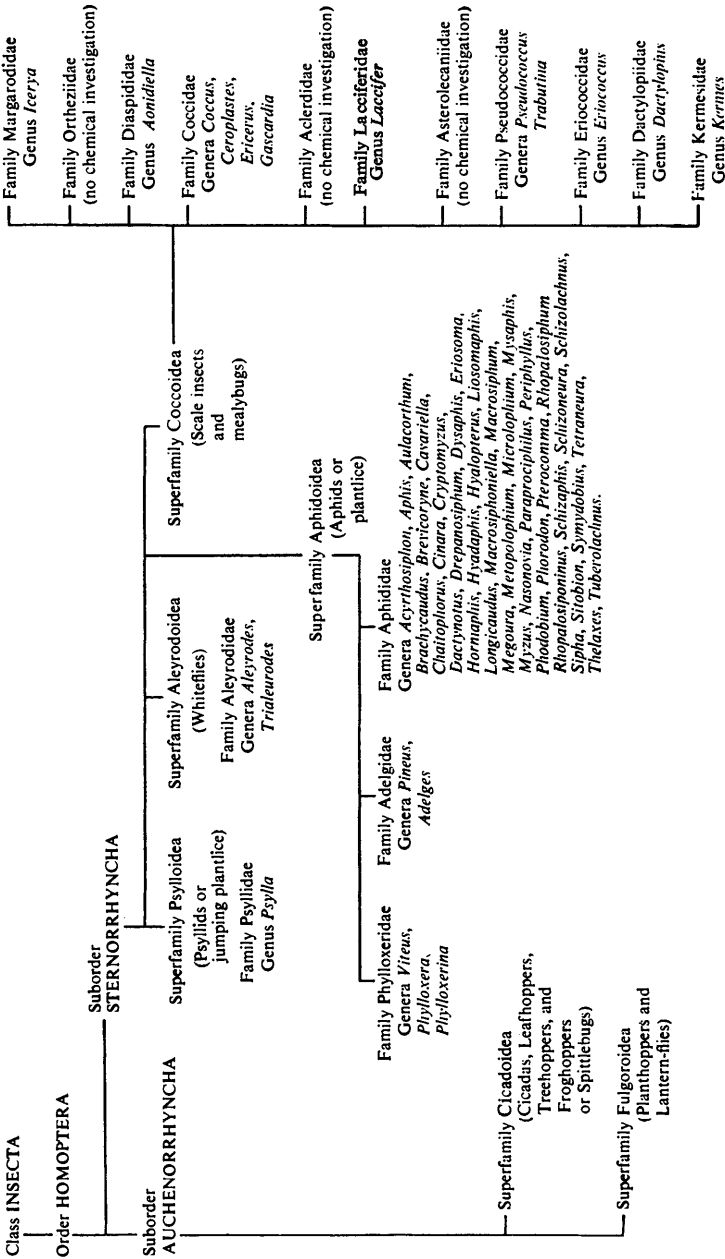 Class INSECTA
Order HOMOPTERA
Suborder
AUCHENORRHYNCHA
Superfamily Cicadoidea
(Cicadas, Leafhoppers,
Treehoppers, and
Froghoppers
or Spittlebugs)
Superfamily Fulgoroidea
(Planthoppers and
Lantern-flies)
Suborder
STERNORRHYNCHA
Superfamily Psylloidea
(Psyllids or
jumping plantlice)
Family Psyllidae
Genus Psylla
Superfamily Aleyrodoidea
(Whiteflies)
Family Aleyrodidae
Genera Aleyrodes,
Trialeurodes
Superfamily Aphidoidea
(Aphids or
plantlice)
Family Phylloxeridae
Genera Viteus,
Phylloxera,
Phylloxerina
Family Adelgidae
Genera Pineus,
Adelges
Family Aphididae
Genera Acyrthosiphon, Aphis, Aulacorthum,
Brachycaudus, Brevicoryne, Cavariella,
Chaitophorus, Cinara, Cryptomyzus,
Dactynotus, Drepanosiphum, Dysaphis, Eriosoma,
Hormaphis, Hyadaphis, Hyalopterus, Liosomaphis,
Longicaudus, Macrosiphoniella, Macrosiphum,
Megoura, Metopolophium, Microlophium, Mysaphis,
Myzus, Nasonovia, Paraprociphilus, Periphyllus,
Phodobium, Phorodon, Pterocomma, Rhopalosiphum
Rhopalosiponinus, Schizaphis, Schizoneura, Schizolachnus,
Sipha, Sitobion, Symydobius, Tetraneura,
Thelaxes, Tuberolachnus.
Superfamily Coccoidea
(Scale insects
and
mealybugs)
Family Margarodidae
Genus Icerya
Family Ortheziidae
(no chemical investigation)
Family Diaspididae
Genus Aonidiella
Family Coccidae
Genera Coccus,
Ceroplastes,
Ericerus,
Gascardia
Family Aclerdidae
(no chemical investigation)
Family Lacciferidae
Genus Laccifer
Family Asterolecaniidae
(no chemical investigation)
Family Pseudococcidae
Genera Pseudococcus
Trabutina
Family Eriococcidae
Genus Eriococcus
Family Dactylopiidae
Genus Dactylopius
Family Kermesidae
Genus Kermes